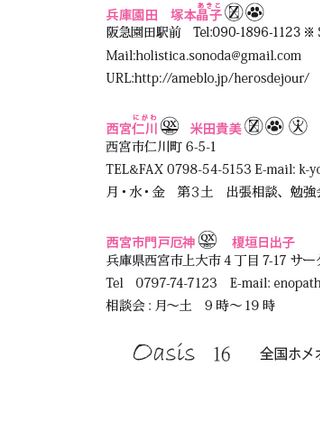 兵庫園田 塚本晶子
あきこ
阪急園田駅前 Tel:090-1896-1123 ※ S
Mail:holistica.sonoda@gmail.com
URL:http://ameblo.jp/herosdejour/
にがわ
西宮仁川 QX 米田貴美
西宮市仁川町 6-5-1
TEL&FAX 0798-54-5153 E-mail: k-yo
月・水・金 第3土 出張相談、勉強会
西宮市門戸厄神 QX 榎垣日出子
兵庫県西宮市上大市 4 丁目 7-17 サーク
Tel 0797-74-7123 E-mail: enopath
相談会 : 月〜土 9 時〜 19 時
Oasis 16 全国ホメオ